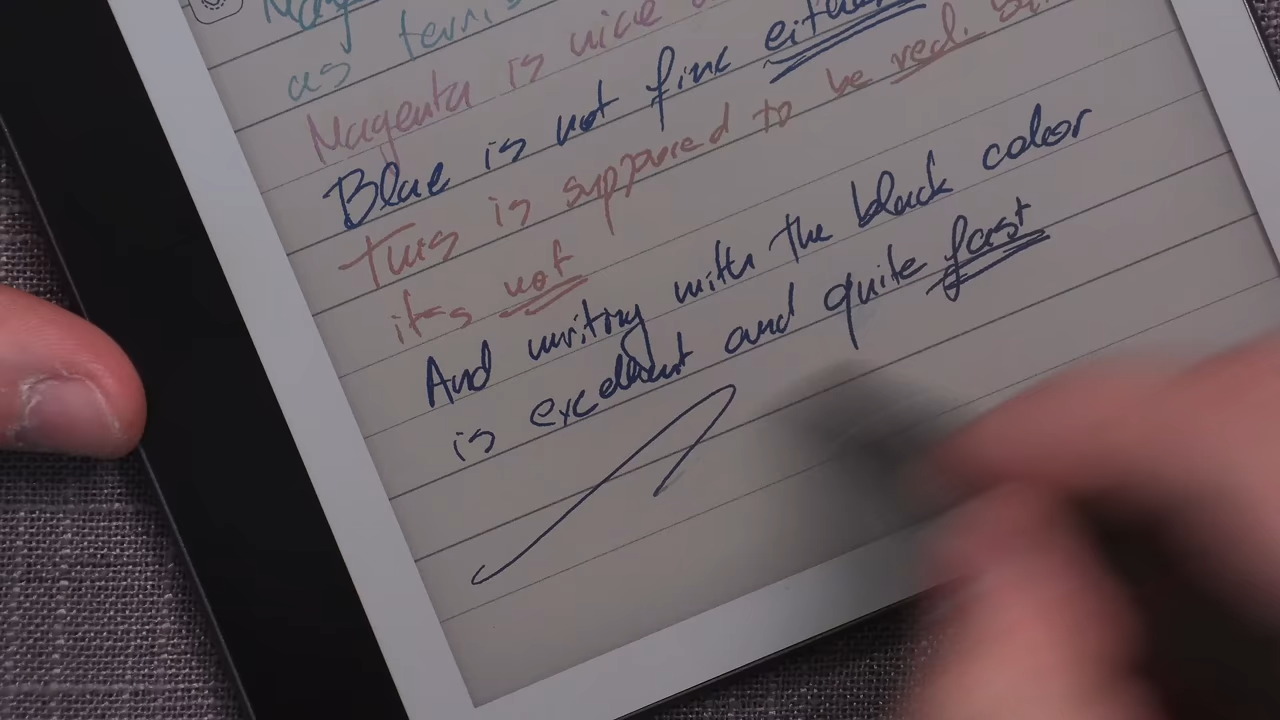 as
Magenta is nice
Blue is not fine either
This is supposed to be red.
it's not
And writing with the black color
is excellent and quite fast